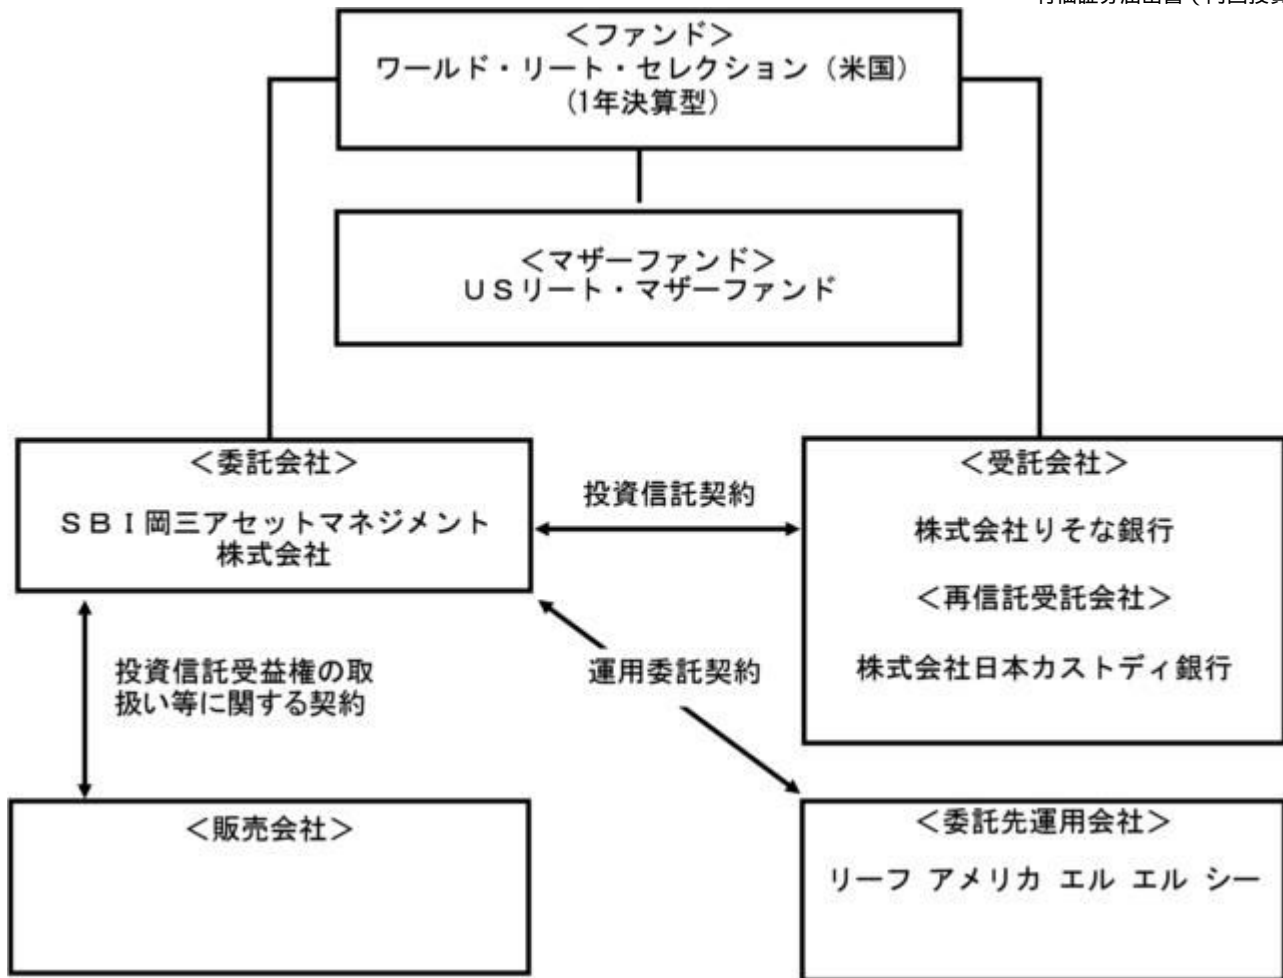 ＜ファンド＞
ワールド・リート・セレクション（米国）
(1年決算型)
＜マザーファンド＞
ＵＳリート・マザーファンド
＜委託会社＞
ＳＢＩ岡三アセットマネジメント
株式会社
投資信託契約
＜受託会社＞
株式会社りそな銀行
＜再信託受託会社＞
株式会社日本カストディ銀行
投資信託受益権の取
扱い等に関する契約
運用委託契約
＜販売会社＞
＜委託先運用会社＞
リーフ アメリカ エル エル シー